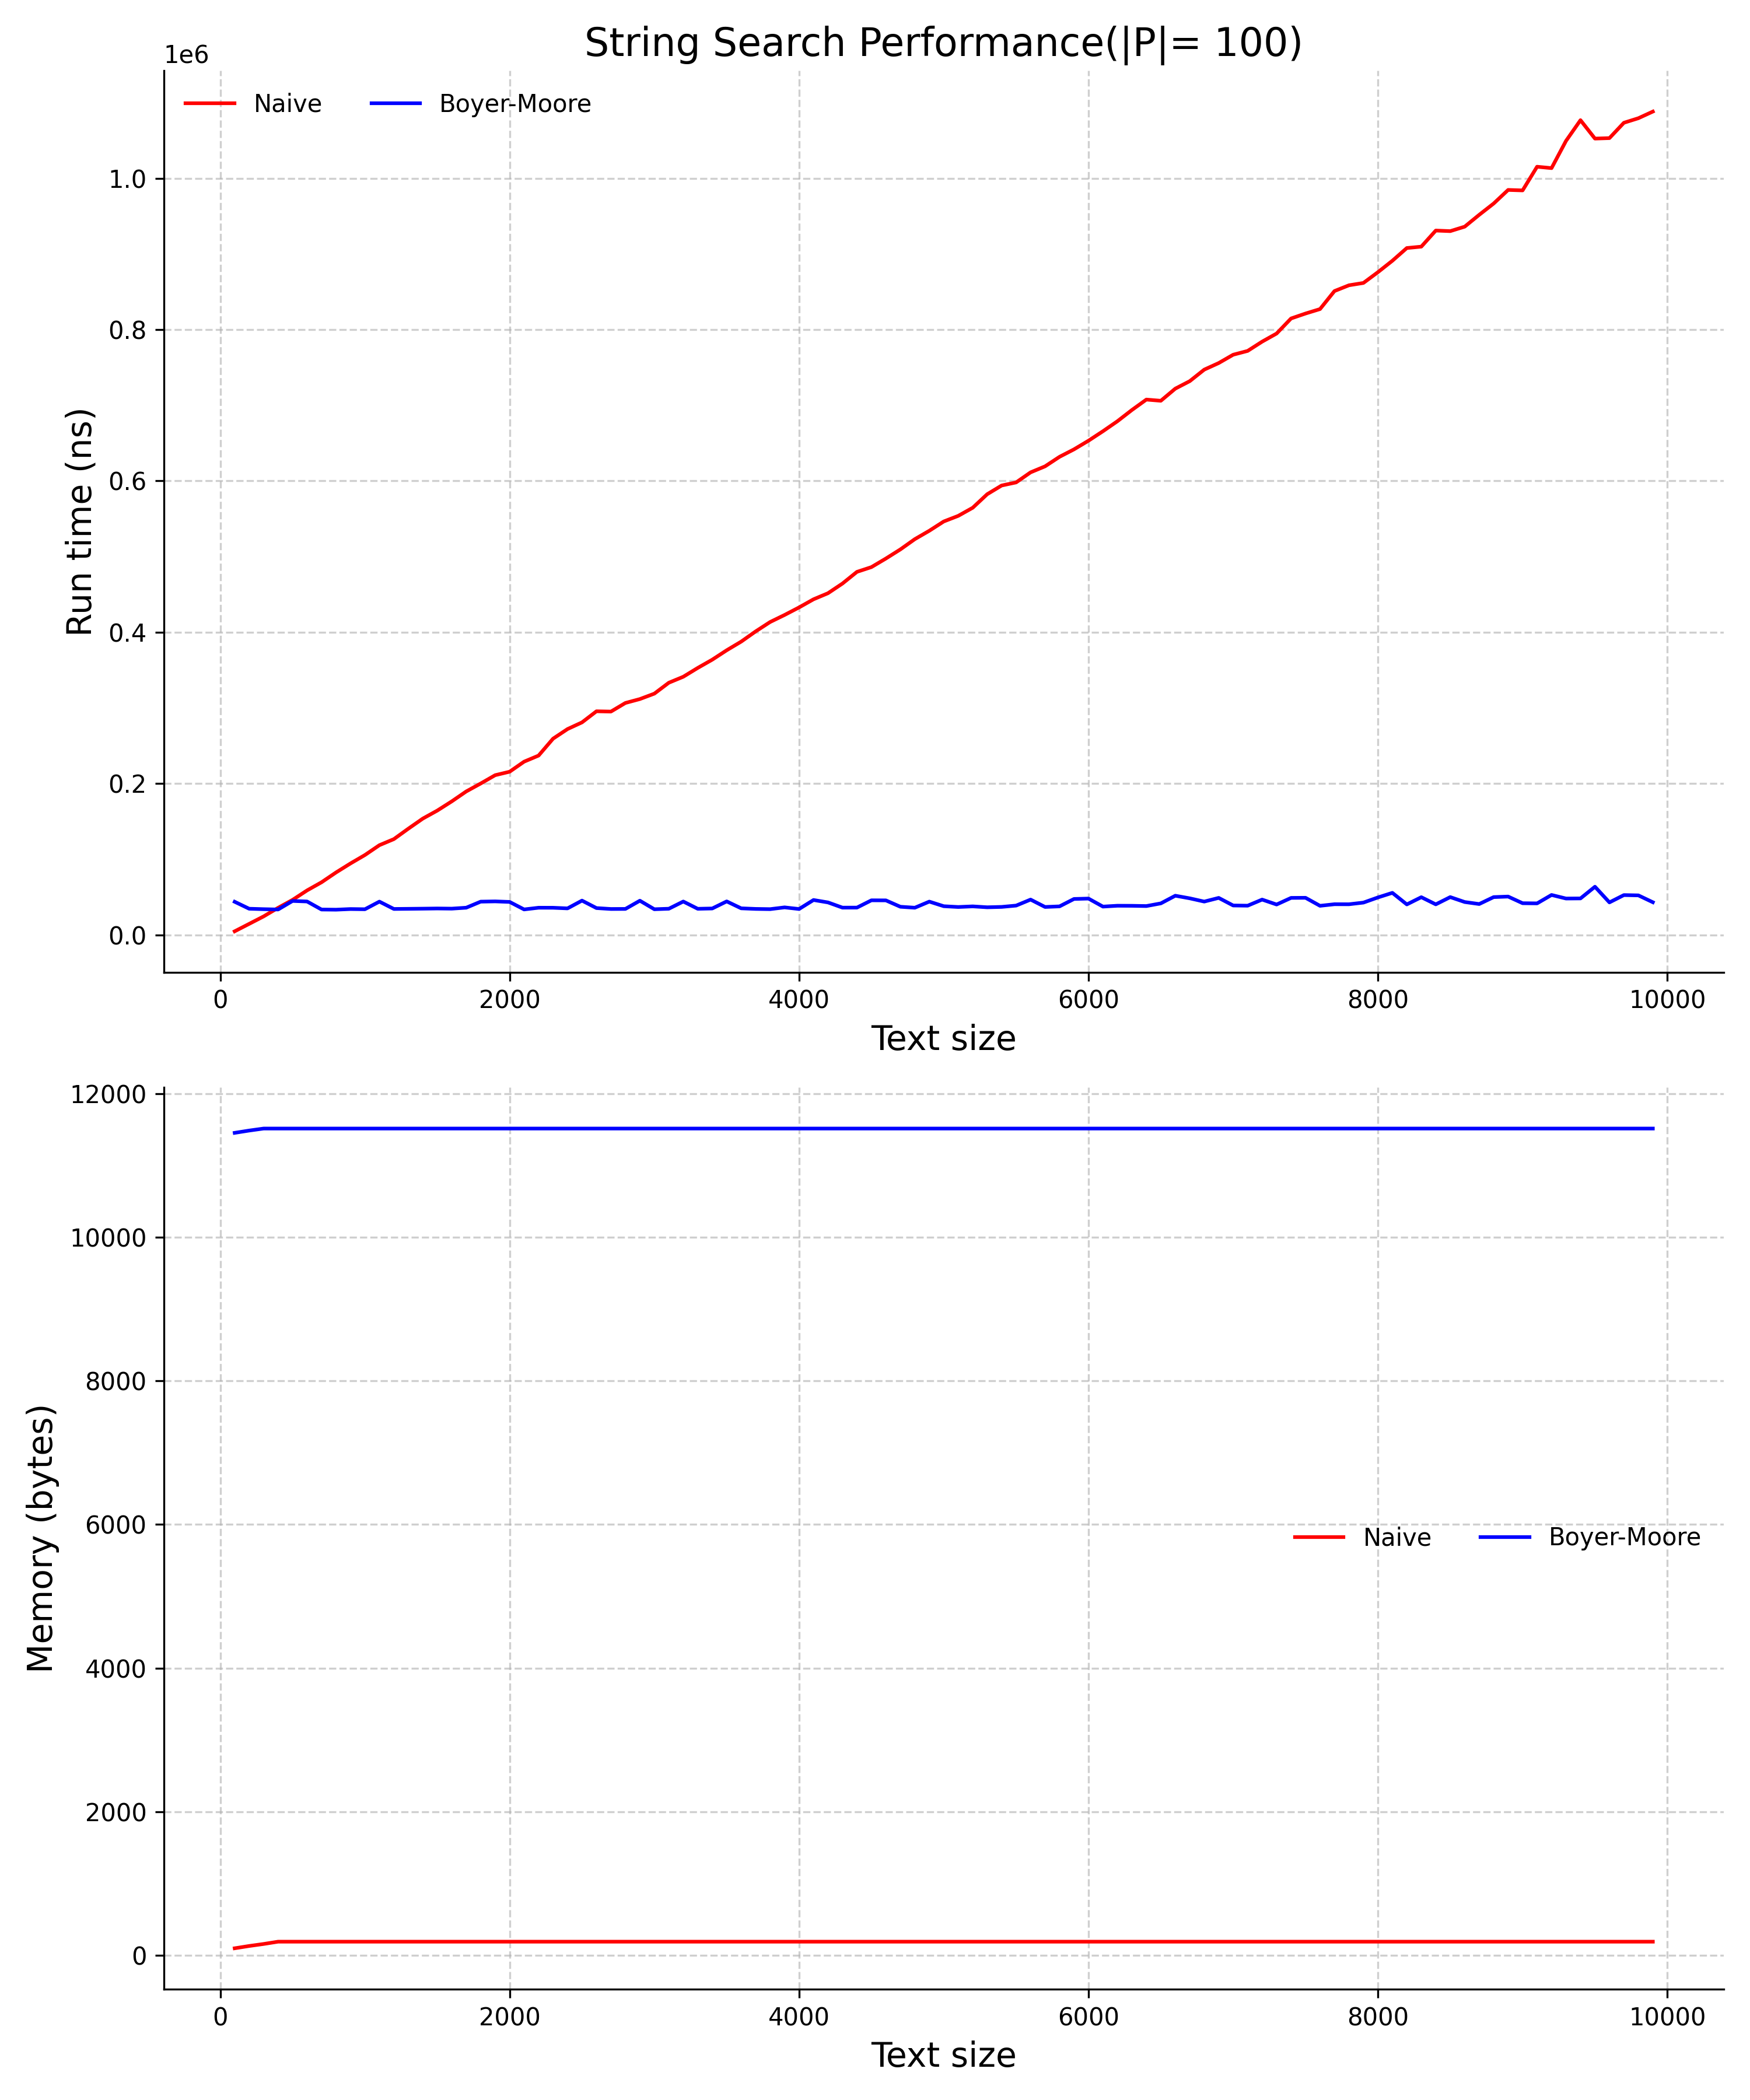 String Search Performance(|P|= 100)
1e6
Naive
Boyer-Moore
1.0
0.8
0.6
0.4
0.2
0.0
Run time (ns)
0 2000 4000 6000 8000 10000
Text size
12000
10000
8000
6000
4000
2000
0
Memory (bytes)
Naive
Boyer-Moore
0 2000 4000 6000 8000 10000
Text size